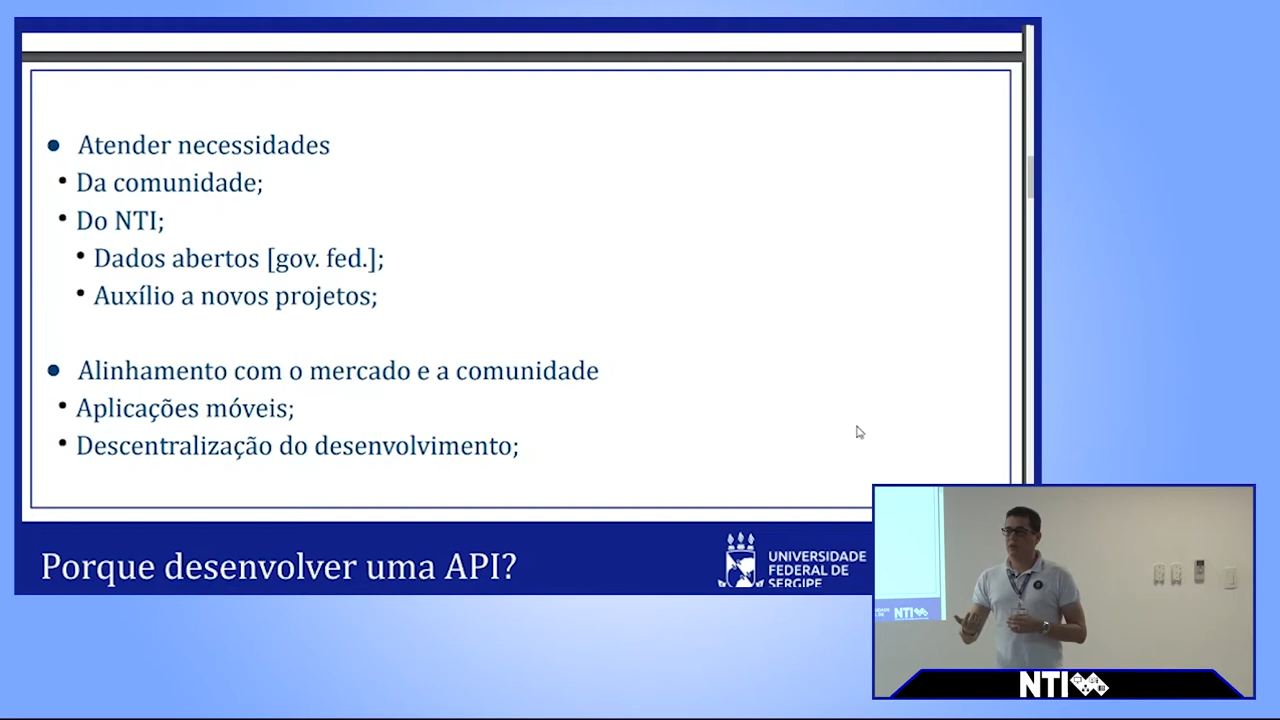 Atender necessidades
Da comunidade;
Do NTI;
Dados abertos [gov. fed.];
Auxílio a novos projetos;
Alinhamento com o mercado e a comunidade
Aplicações móveis;
Descentralização do desenvolvimento;
Porque desenvolver uma API?
UNIVERSIDADE
FEDERAL DE
SERGIPE
NTI
NTI